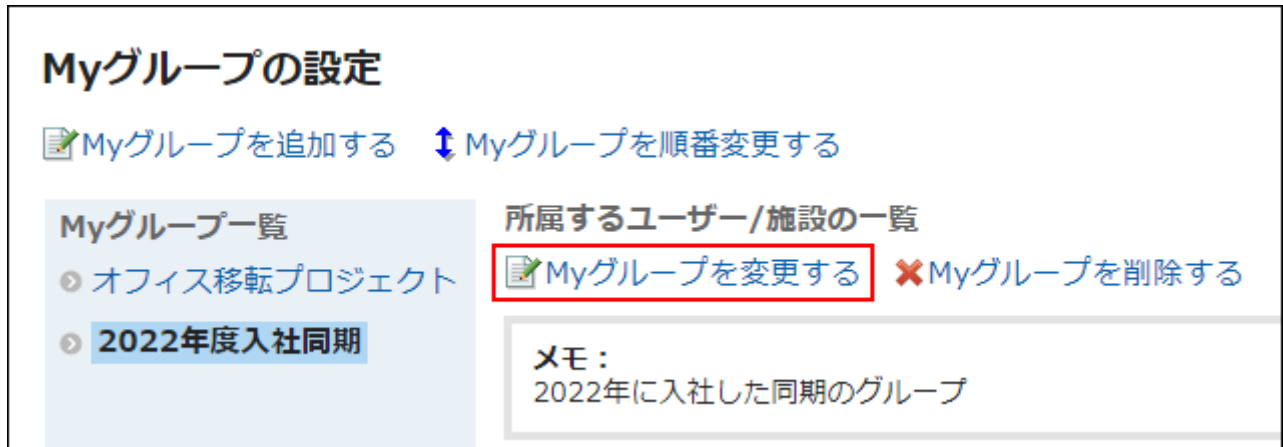 Myグループの設定
Myグループを追加する Myグループを順番変更する
Myグループ一覧
オフィス移転プロジェクト
2022年度入社同期
所属するユーザー/施設の一覧
Myグループを変更する Myグループを削除する
メモ：
2022年に入社した同期のグループ